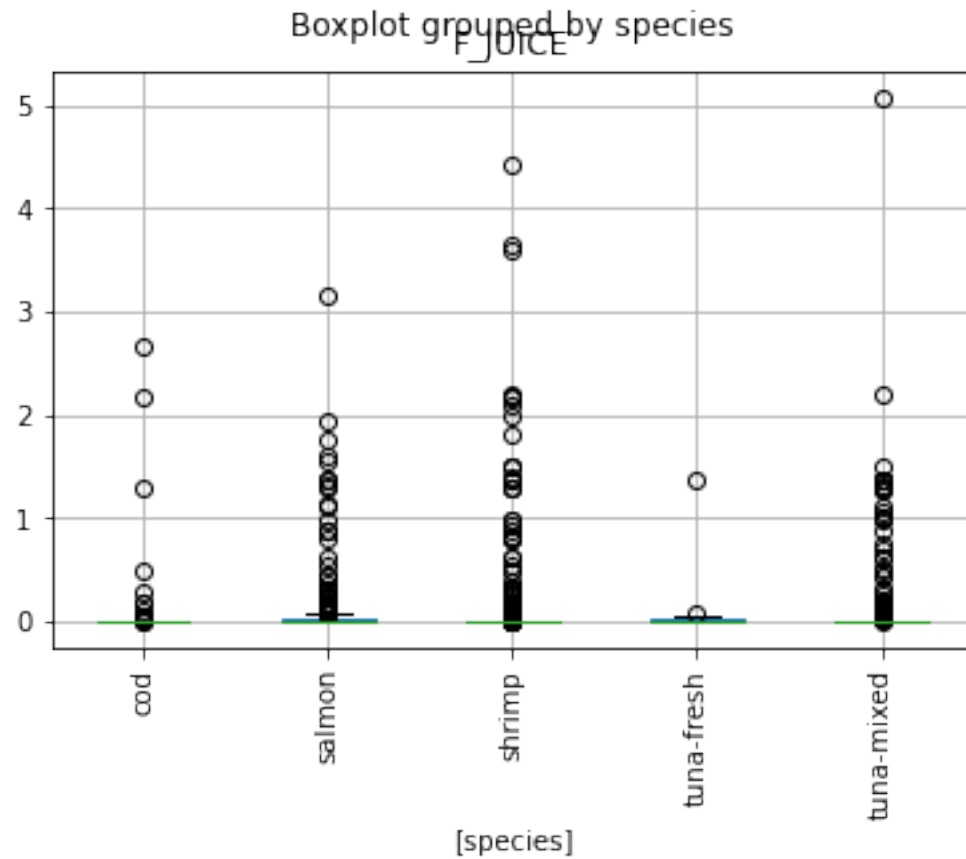 Boxplot grouped by species
F_JUICE
5
4
3
2
1
0
cod
salmon
shrimp
tuna-fresh
tuna-mixed
[species]